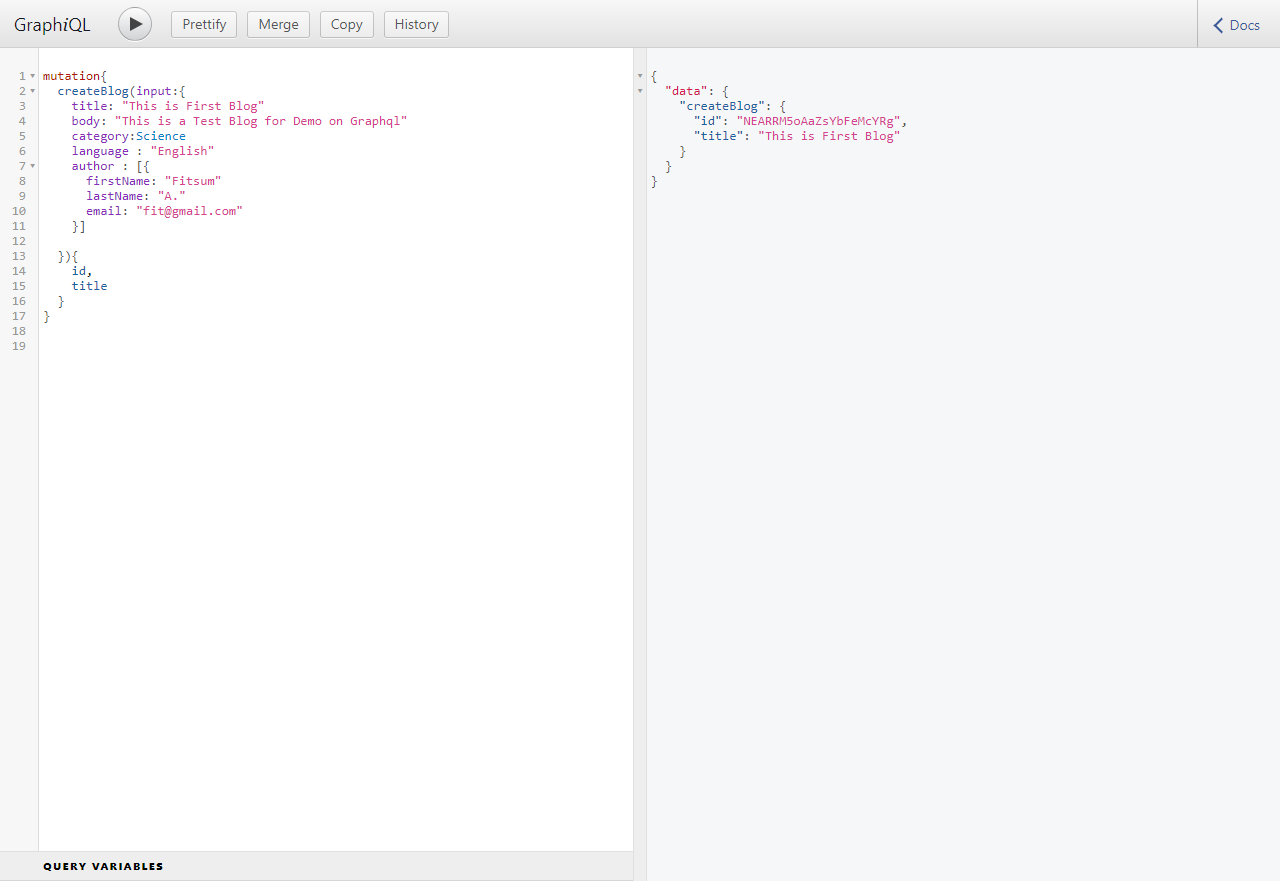 GraphiQL Prettify Merge Copy History Docs
1 mutation{
2 createBlog(input:{
3 title: "This is First Blog"
4 body: "This is a Test Blog for Demo on Graphql"
5 category:Science
6 language : "English"
7 author : [{
8 firstName: "Fitsum"
9 lastName: "A."
10 email: "fit@gmail.com"
11 }]
12
13 }){
14 id,
15 title
16 }
17 }
18
19
QUERY VARIABLES
{
"data": {
"createBlog": {
"id": "NEARRM5oAaZsYbFeMcYRg",
"title": "This is First Blog"
}
}
}